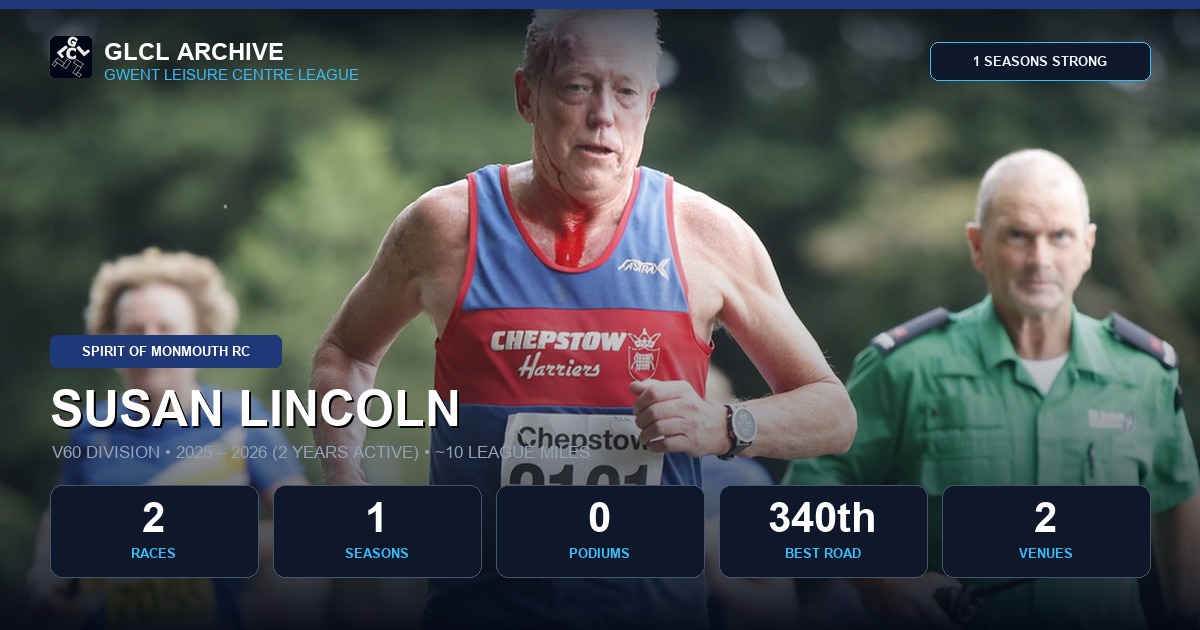 GLCL ARCHIVE
GWENT LEISURE CENTRE LEAGUE
1 SEASONS STRONG
FASTRAX
CHEPSTOW
Harriers
SPIRIT OF MONMOUTH RC
SUSAN LINCOLN
V60 DIVISION • 2025 – 2026 (2 YEARS ACTIVE) • ~10 LEAGUE MILES
Chepstow
2101
2
RACES
1
SEASONS
0
PODIUMS
340th
BEST ROAD
2
VENUES